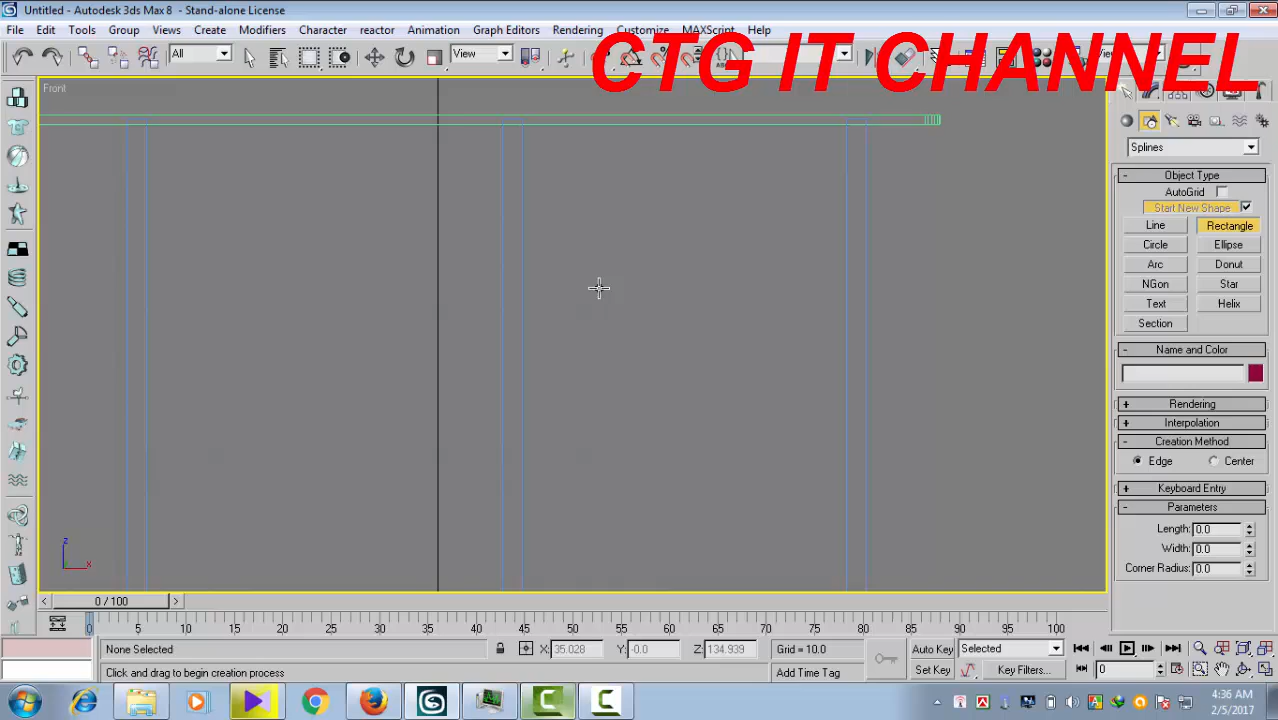 Untitled - Autodesk 3ds Max 8 - Stand-alone License
File Edit Tools Group Views Create Modifiers Character reactor Animation Graph Editors Rendering Customize MAXScript Help
CTG IT CHANNEL
All
View
Front
Splines
- Object Type
AutoGrid
Start New Shape
Line Rectangle
Circle Ellipse
Arc Donut
NGon Star
Text Helix
Section
- Name and Color
+ Rendering
+ Interpolation
- Creation Method
Edge Center
+ Keyboard Entry
- Parameters
Length: 0.0
Width: 0.0
Corner Radius: 0.0
z
x
< 0 / 100 >
0 5 10 15 20 25 30 35 40 45 50 55 60 65 70 75 80 85 90 95 100
None Selected X: 35.028 Y: -0.0 Z: 134.939 Grid = 10.0 Auto Key Selected
Click and drag to begin creation process Add Time Tag Set Key Key Filters... 0
4:36 AM
2/5/2017